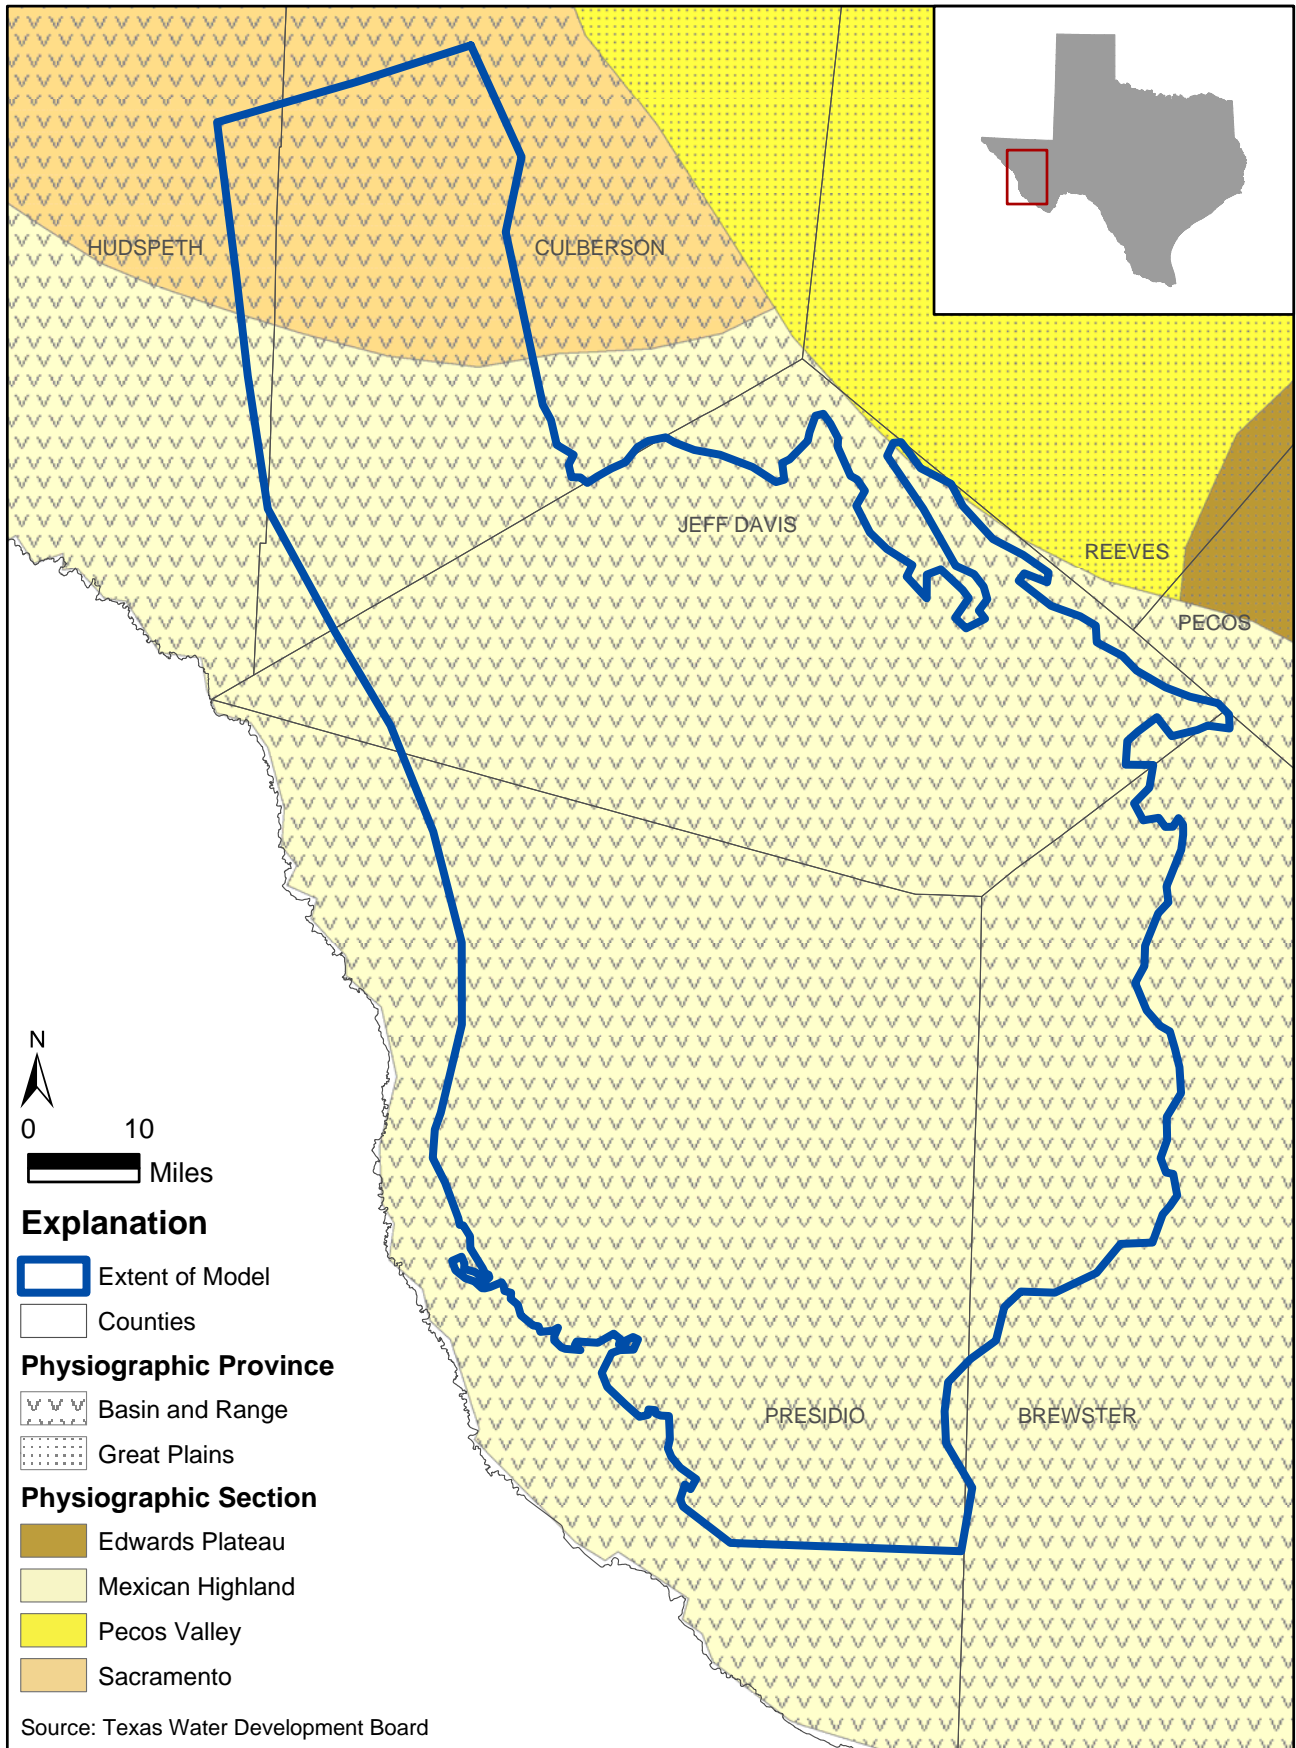 HUDSPETH
CULBERSON
JEFF DAVIS
REEVES
PECOS
PRESIDIO
BREWSTER
N
0 10
Miles
Explanation
Extent of Model
Counties
Physiographic Province
Basin and Range
Great Plains
Physiographic Section
Edwards Plateau
Mexican Highland
Pecos Valley
Sacramento
Source: Texas Water Development Board